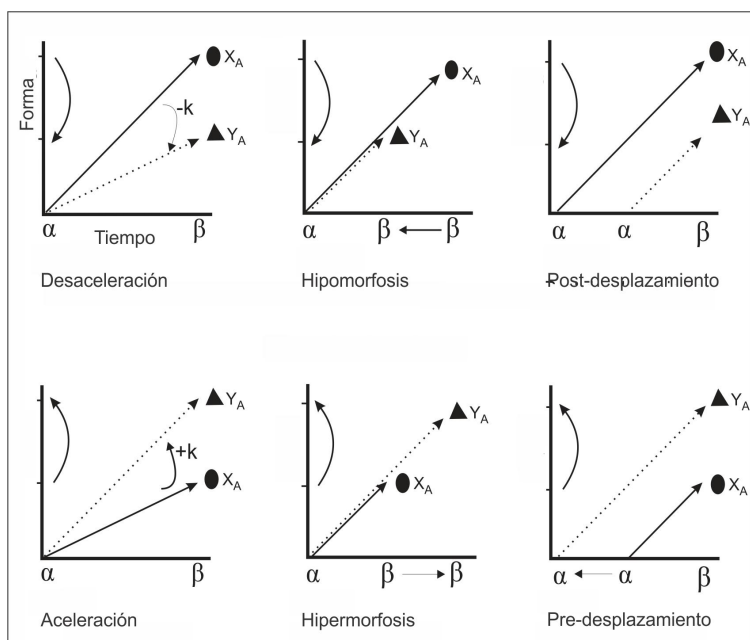 Forma
X_A
-k
Y_A
α Tiempo β
Desaceleración
X_A
Y_A
α β β
Hipomorfosis
X_A
Y_A
α α β
Post-desplazamiento
Y_A
+k
X_A
α β
Aceleración
Y_A
X_A
α β β
Hipermorfosis
Y_A
X_A
α α β
Pre-desplazamiento